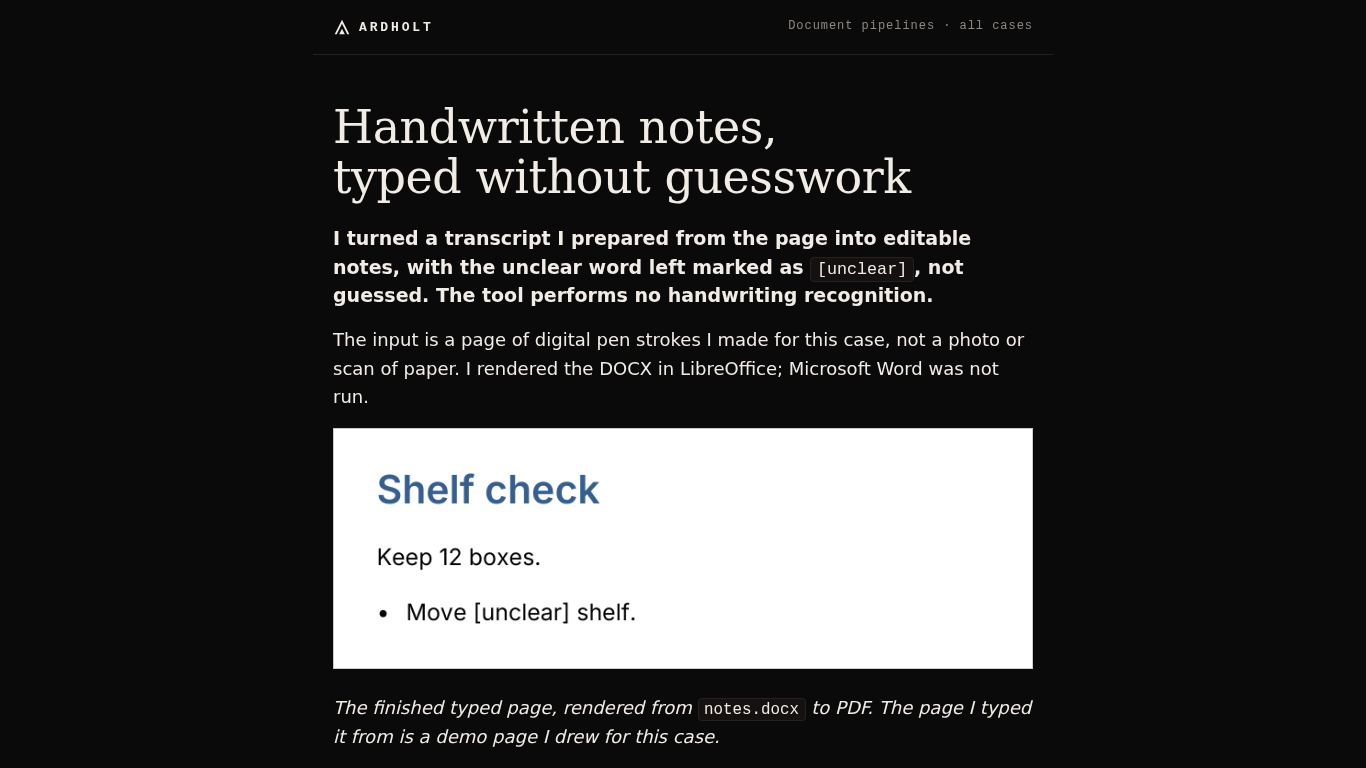 ARDHOLT
Document pipelines · all cases
Handwritten notes,
typed without guesswork
I turned a transcript I prepared from the page into editable
notes, with the unclear word left marked as [unclear], not
guessed. The tool performs no handwriting recognition.
The input is a page of digital pen strokes I made for this case, not a photo or
scan of paper. I rendered the DOCX in LibreOffice; Microsoft Word was not
run.
Shelf check
Keep 12 boxes.
• Move [unclear] shelf.
The finished typed page, rendered from notes.docx to PDF. The page I typed
it from is a demo page I drew for this case.